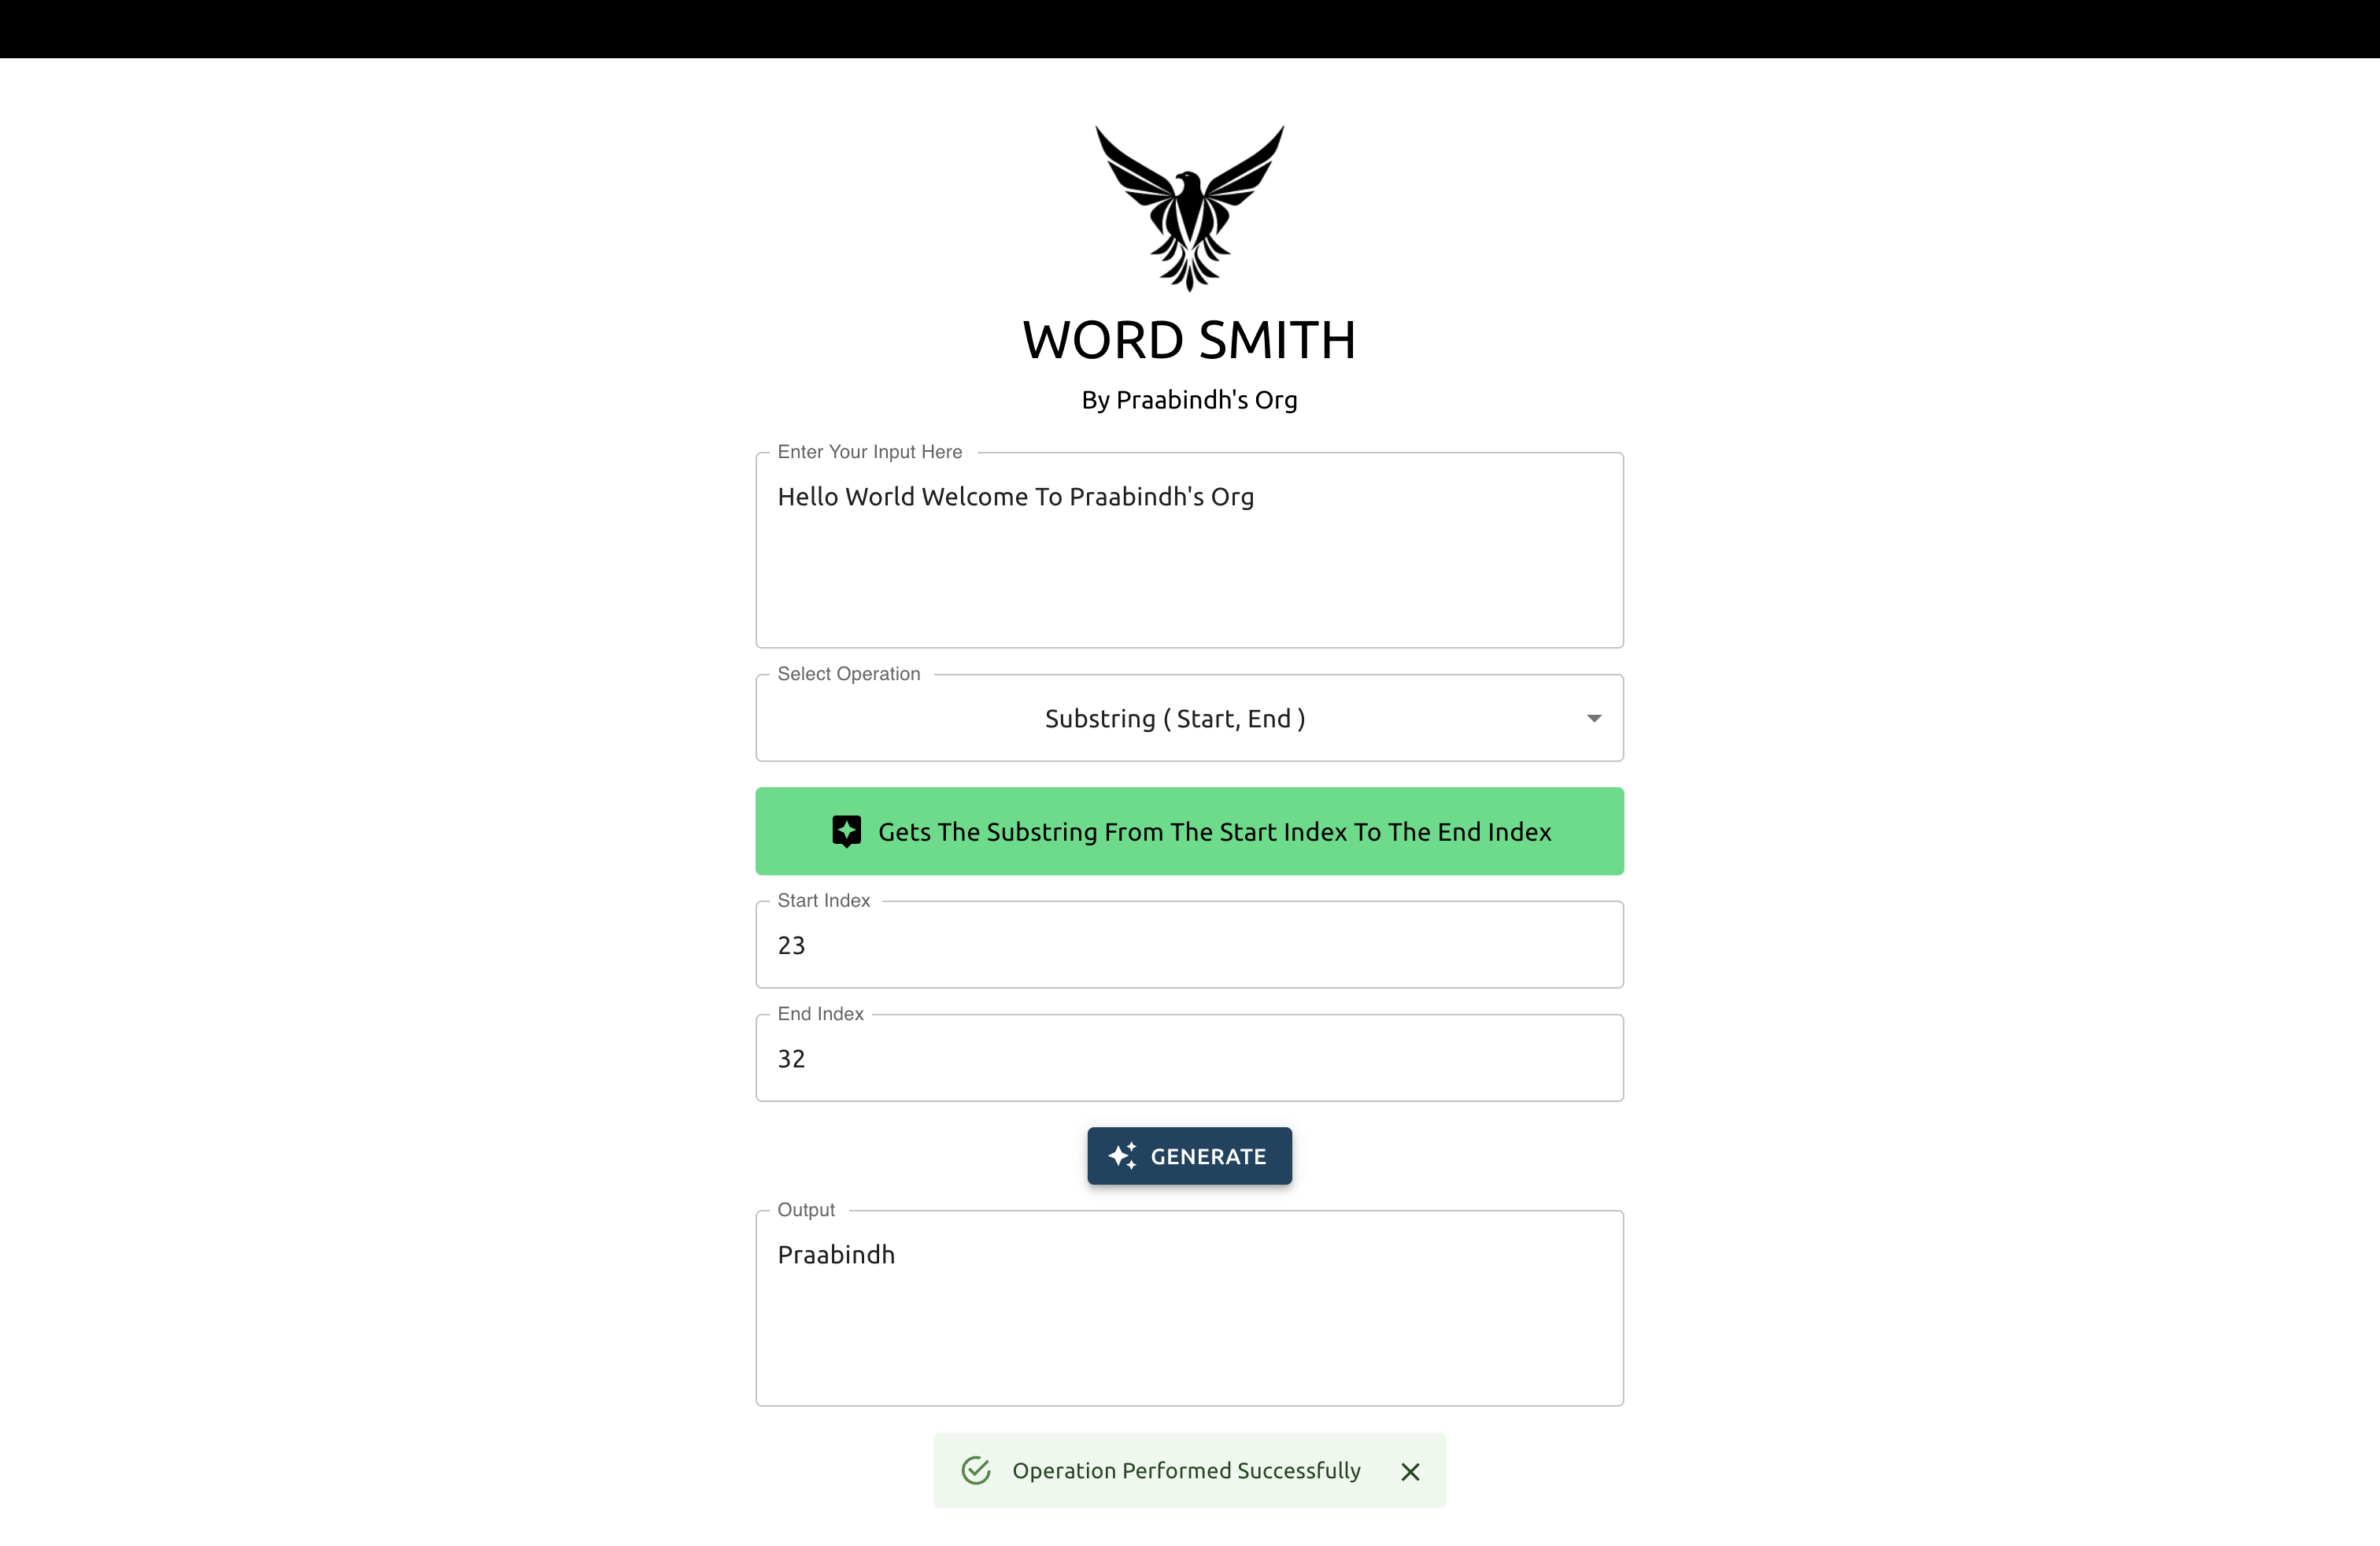 WORD SMITH
By Praabindh's Org
Enter Your Input Here
Hello World Welcome To Praabindh's Org
Select Operation
Substring ( Start, End )
Gets The Substring From The Start Index To The End Index
Start Index
23
End Index
32
GENERATE
Output
Praabindh
Operation Performed Successfully